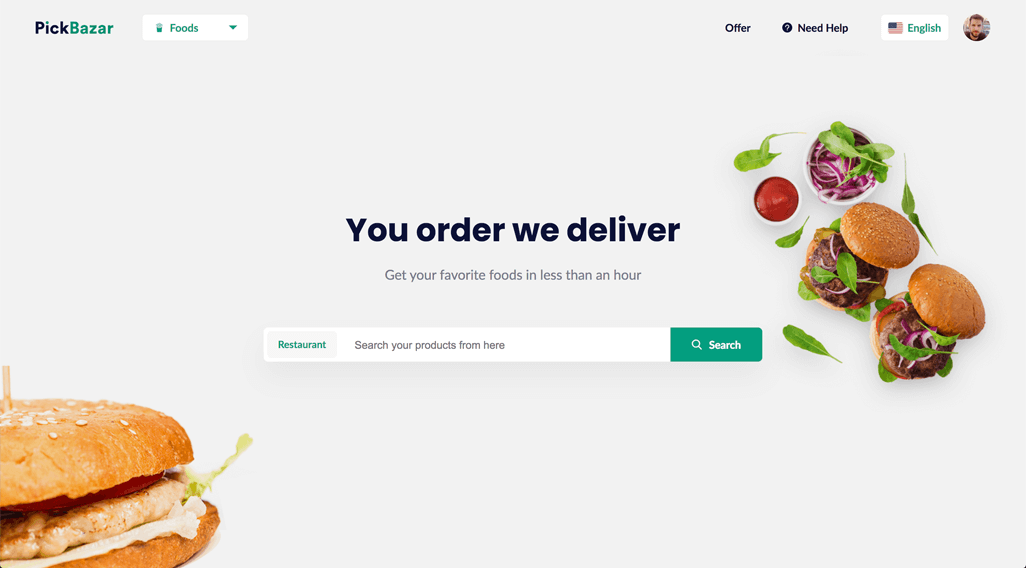 PickBazar
Foods
Offer
Need Help
English
You order we deliver
Get your favorite foods in less than an hour
Restaurant
Search your products from here
Search